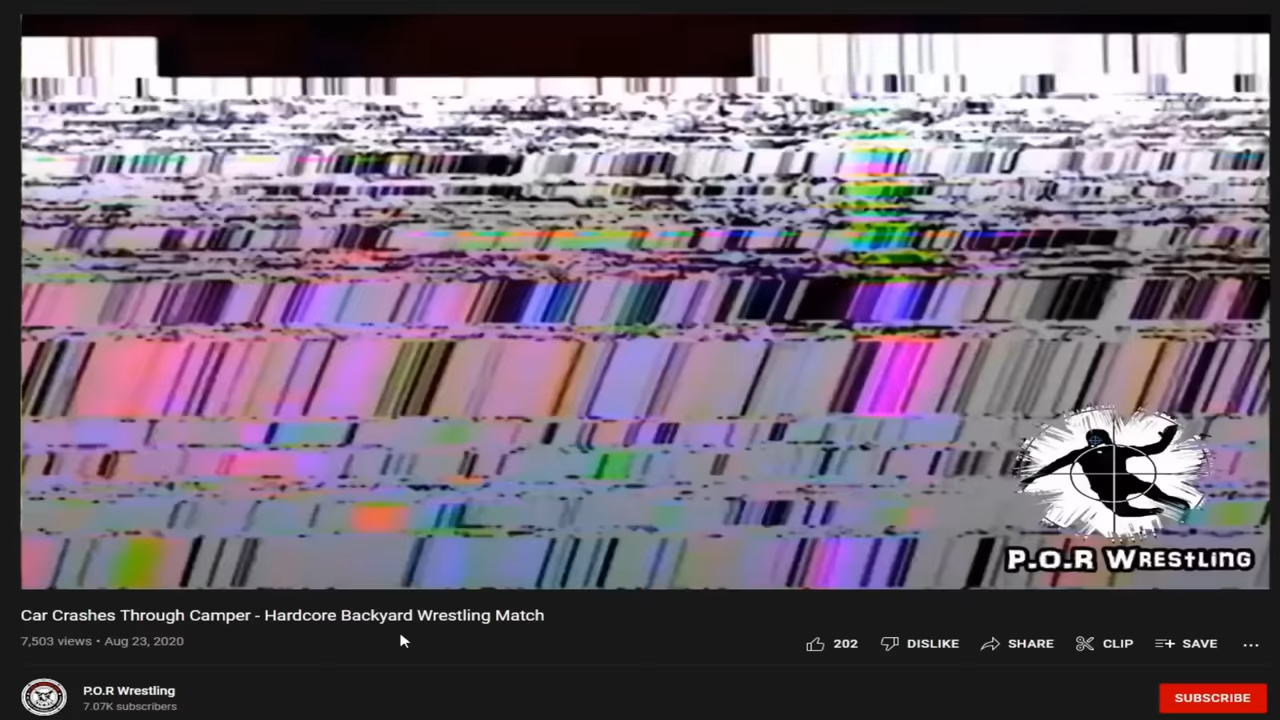 P.O.R Wrestling
Car Crashes Through Camper - Hardcore Backyard Wrestling Match
7,503 views • Aug 23, 2020
202
DISLIKE
SHARE
CLIP
SAVE
...
P.O.R Wrestling
7.07K subscribers
SUBSCRIBE